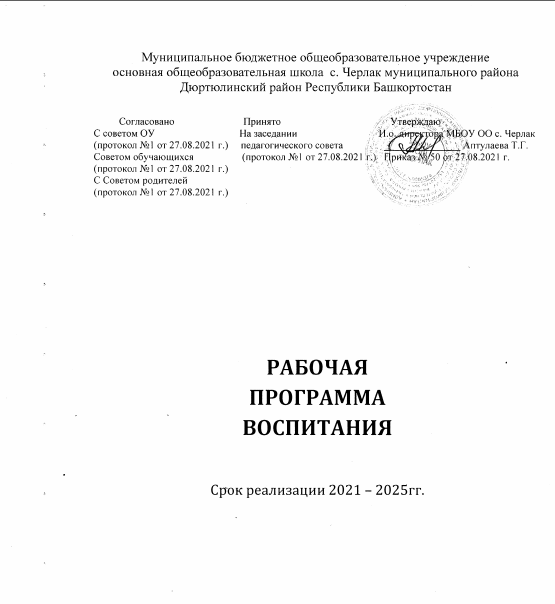 Муниципальное бюджетное общеобразовательное учреждение
основная общеобразовательная школа с. Черлак муниципального района
Дюртюлинский район Республики Башкортостан
Согласовано
С советом ОУ
(протокол №1 от 27.08.2021 г.)
Советом обучающихся
(протокол №1 от 27.08.2021 г.)
С Советом родителей
(протокол №1 от 27.08.2021 г.)
Принято
На заседании
педагогического совета
(протокол №1 от 27.08.2021 г.)
Утверждаю
И.о. директора МБОУ ОО с. Черлак
Аптулаева Т.Г.
Приказ № 50 от 27.08.2021 г.
РАБОЧАЯ
ПРОГРАММА
ВОСПИТАНИЯ
Срок реализации 2021 – 2025гг.